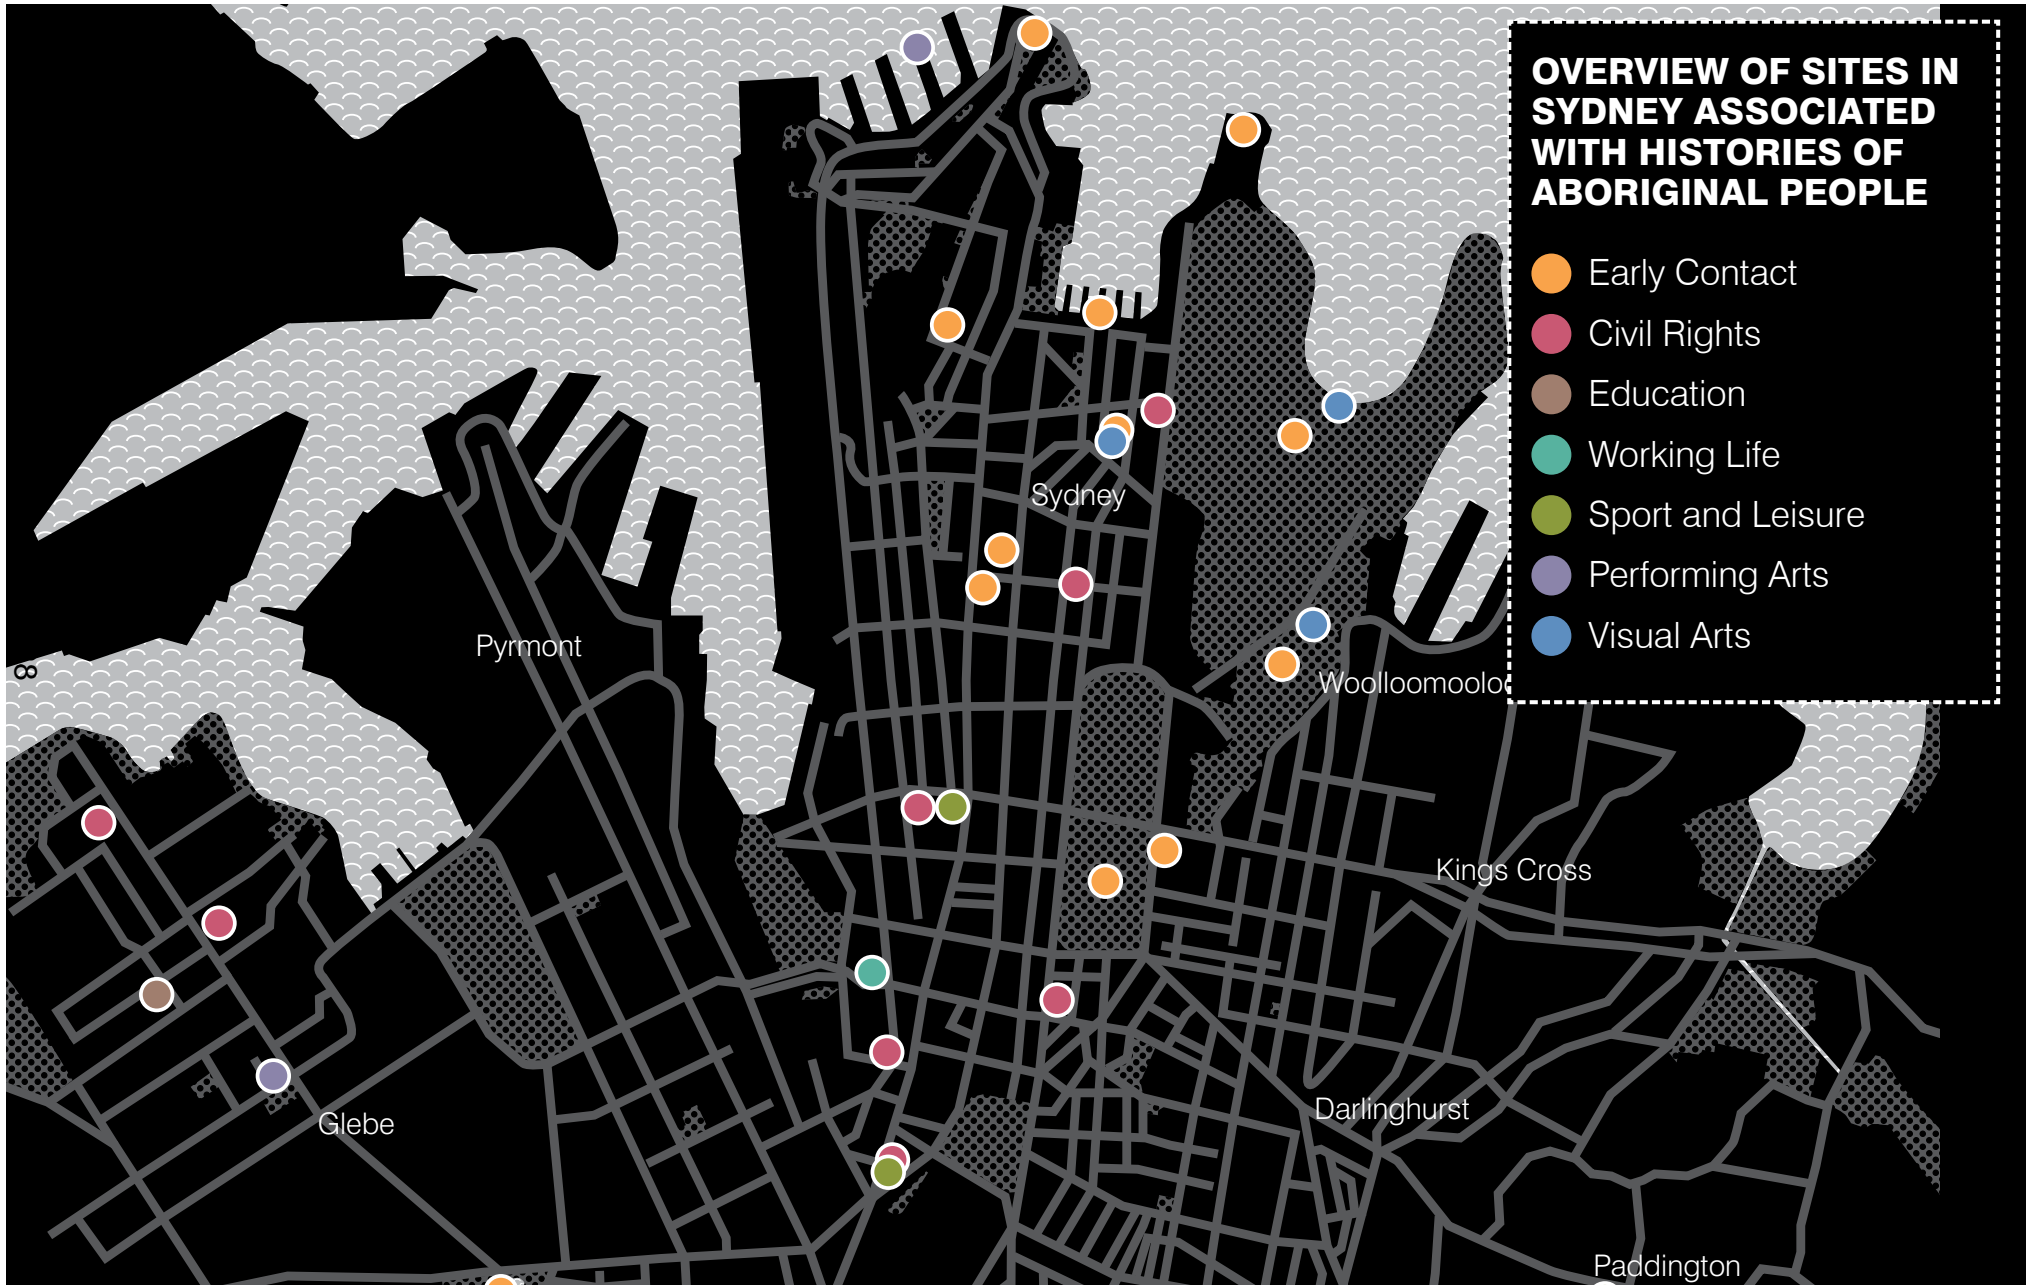 OVERVIEW OF SITES IN
SYDNEY ASSOCIATED
WITH HISTORIES OF
ABORIGINAL PEOPLE
Early Contact
Civil Rights
Education
Working Life
Sport and Leisure
Performing Arts
Visual Arts
Sydney
Pyrmont
8
Woolloomooloo
Kings Cross
Darlinghurst
Glebe
Paddington